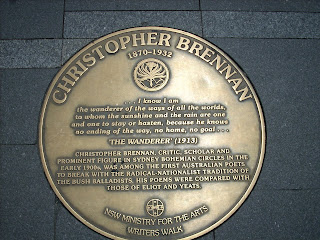 CHRISTOPHER BRENNAN
1870-1932
... I know I am
the wanderer of the ways of all the worlds,
to whom the sunshine and the rain are one
and one to stay or hasten, because he knows
no ending of the way, no home, no goal ...
'THE WANDERER' (1913)
CHRISTOPHER BRENNAN, CRITIC, SCHOLAR AND
PROMINENT FIGURE IN SYDNEY BOHEMIAN CIRCLES IN THE
EARLY 1900s, WAS ONE OF THE FIRST AUSTRALIAN POETS
TO BREAK WITH THE RADICAL-NATIONALIST TRADITION OF
THE BUSH BALLADISTS. HIS POEMS WERE COMPARED WITH
THOSE OF ELIOT AND YEATS.
NSW MINISTRY FOR THE ARTS
WRITERS WALK